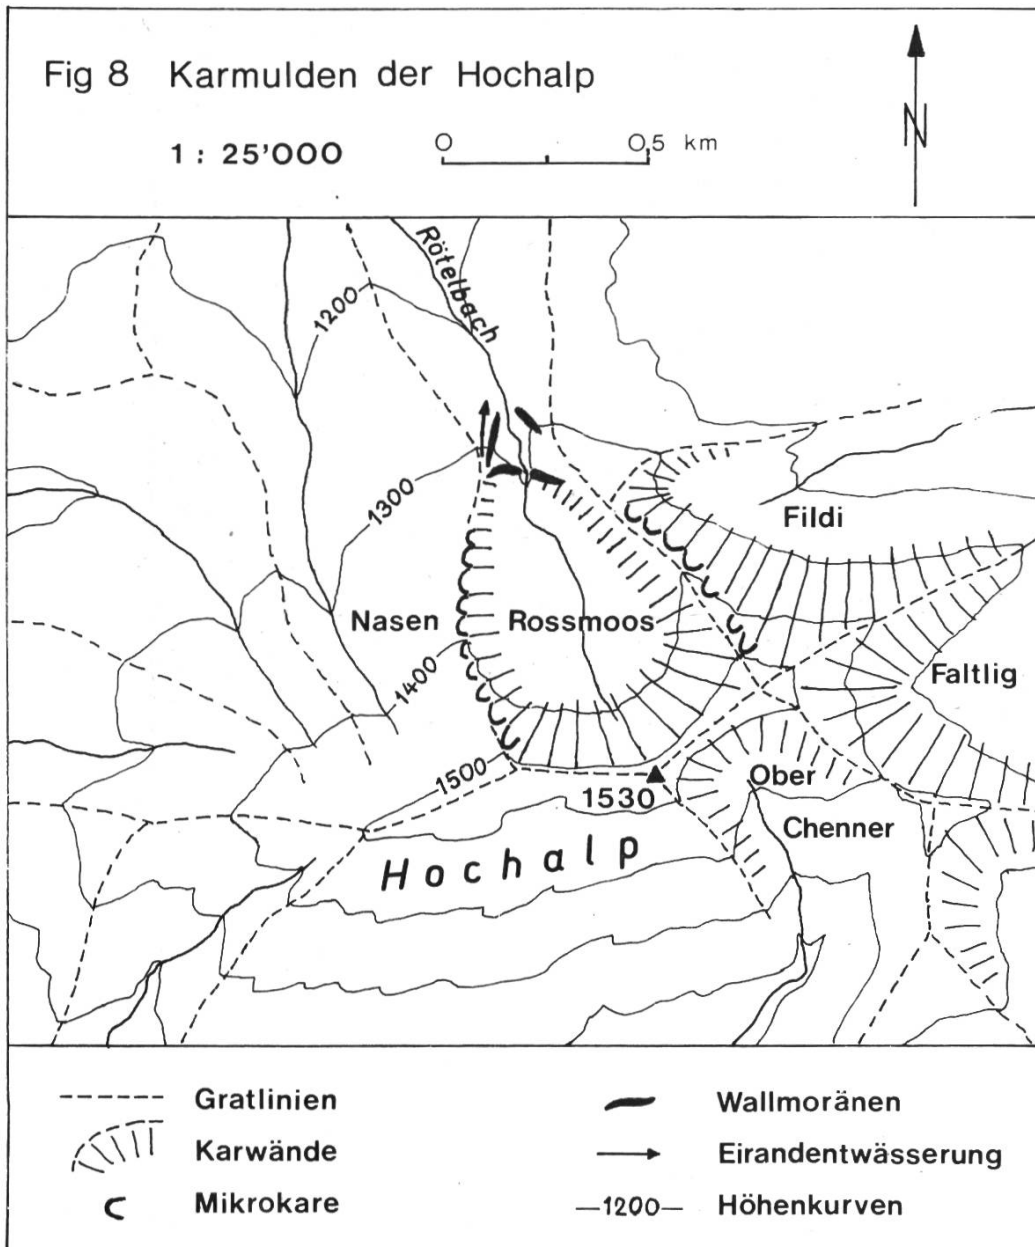 Fig 8 Karmulden der Hochalp
1 : 25'000
0 0,5 km
N
Rötelbach
1200
1300
Fildi
Nasen
Rossmoos
1400
Faltlig
1500
Ober
1530
Chenner
Hochalp
Gratlinien
Wallmoränen
Karwände
Eirandentwässerung
Mikrokare
—1200— Höhenkurven